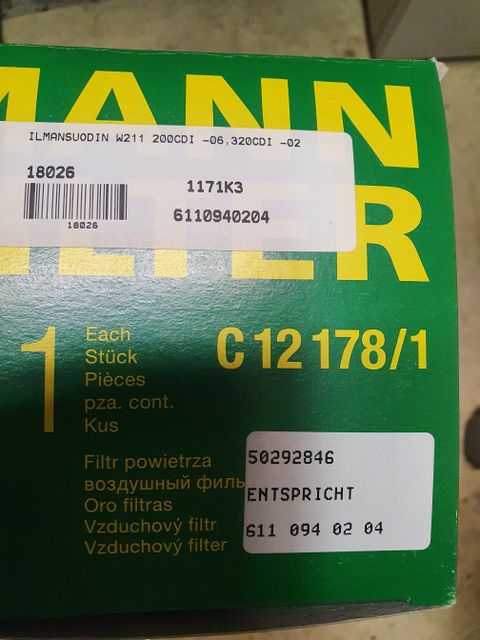 MANN
ILMANSUODIN W211 200CDI -06,320CDI -02
18026
1171K3
18026
6110940204
FILTER
1
Each
Stück
Pièces
pza. cont.
Kus
C 12 178/1
Filtr powietrza
воздушный филь
Oro filtras
Vzduchový filtr
Vzduchový filter
50292846
ENTSPRICHT
611 094 02 04